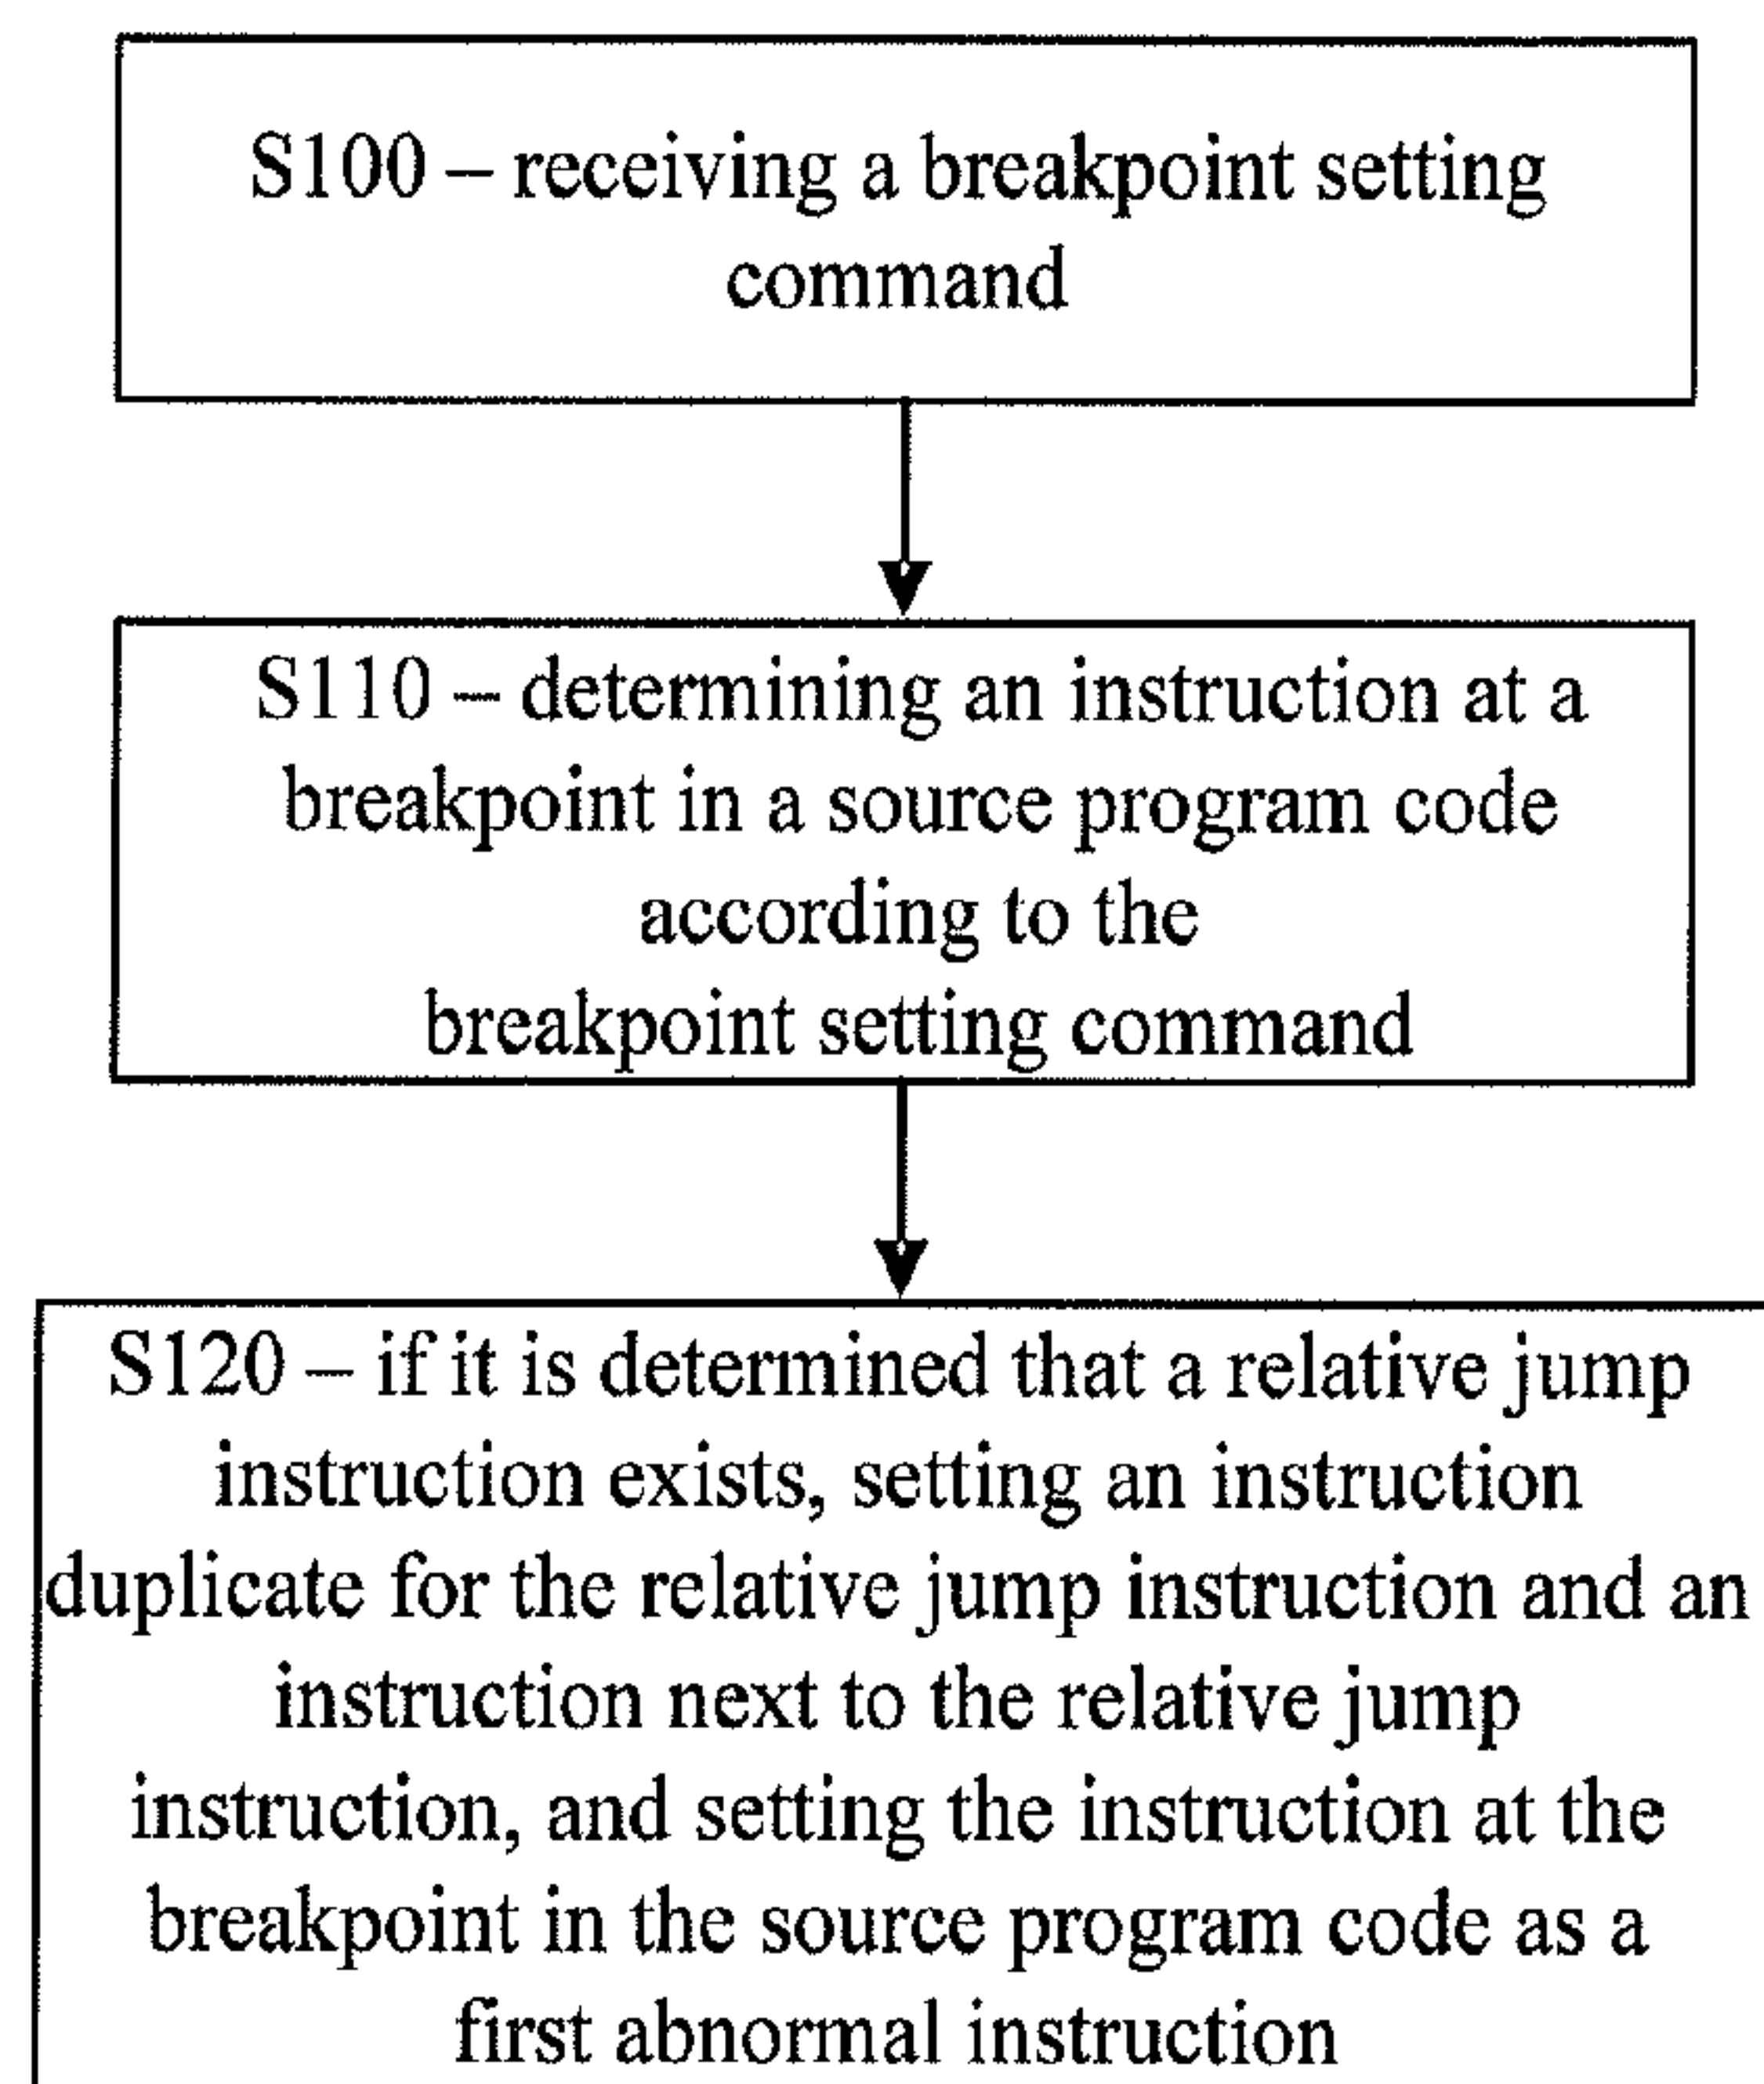 S100 – receiving a breakpoint setting
command
S110 – determining an instruction at a
breakpoint in a source program code
according to the
breakpoint setting command
S120 – if it is determined that a relative jump
instruction exists, setting an instruction
duplicate for the relative jump instruction and an
instruction next to the relative jump
instruction, and setting the instruction at the
breakpoint in the source program code as a
first abnormal instruction